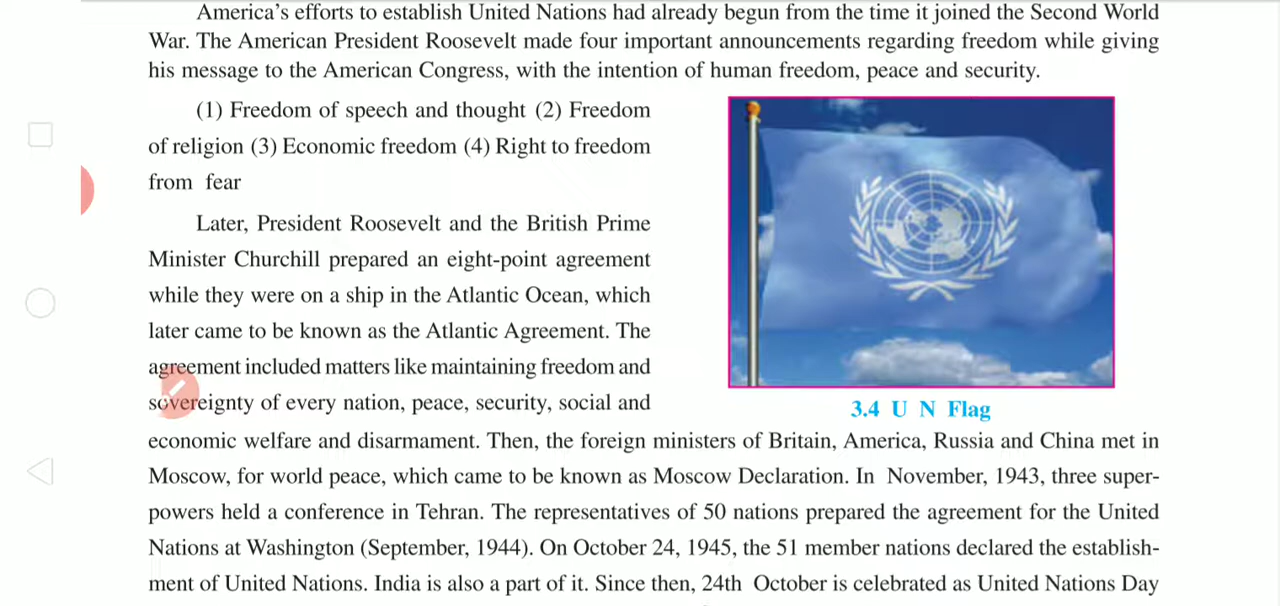 America’s efforts to establish United Nations had already begun from the time it joined the Second World
War. The American President Roosevelt made four important announcements regarding freedom while giving
his message to the American Congress, with the intention of human freedom, peace and security.
(1) Freedom of speech and thought (2) Freedom
of religion (3) Economic freedom (4) Right to freedom
from fear
Later, President Roosevelt and the British Prime
Minister Churchill prepared an eight-point agreement
while they were on a ship in the Atlantic Ocean, which
later came to be known as the Atlantic Agreement. The
agreement included matters like maintaining freedom and
sovereignty of every nation, peace, security, social and
3.4 U N Flag
economic welfare and disarmament. Then, the foreign ministers of Britain, America, Russia and China met in
Moscow, for world peace, which came to be known as Moscow Declaration. In November, 1943, three super-
powers held a conference in Tehran. The representatives of 50 nations prepared the agreement for the United
Nations at Washington (September, 1944). On October 24, 1945, the 51 member nations declared the establish-
ment of United Nations. India is also a part of it. Since then, 24th October is celebrated as United Nations Day